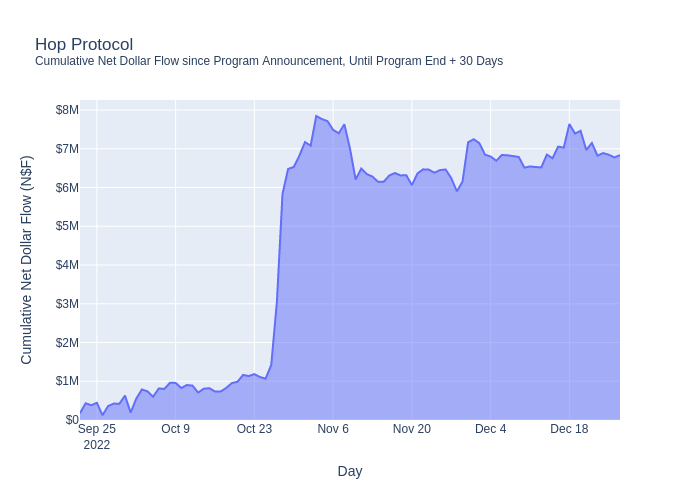 Hop Protocol
Cumulative Net Dollar Flow since Program Announcement, Until Program End + 30 Days
Cumulative Net Dollar Flow (N$F)
$8M
$7M
$6M
$5M
$4M
$3M
$2M
$1M
$0
Sep 25
2022
Oct 9
Oct 23
Nov 6
Nov 20
Dec 4
Dec 18
Day